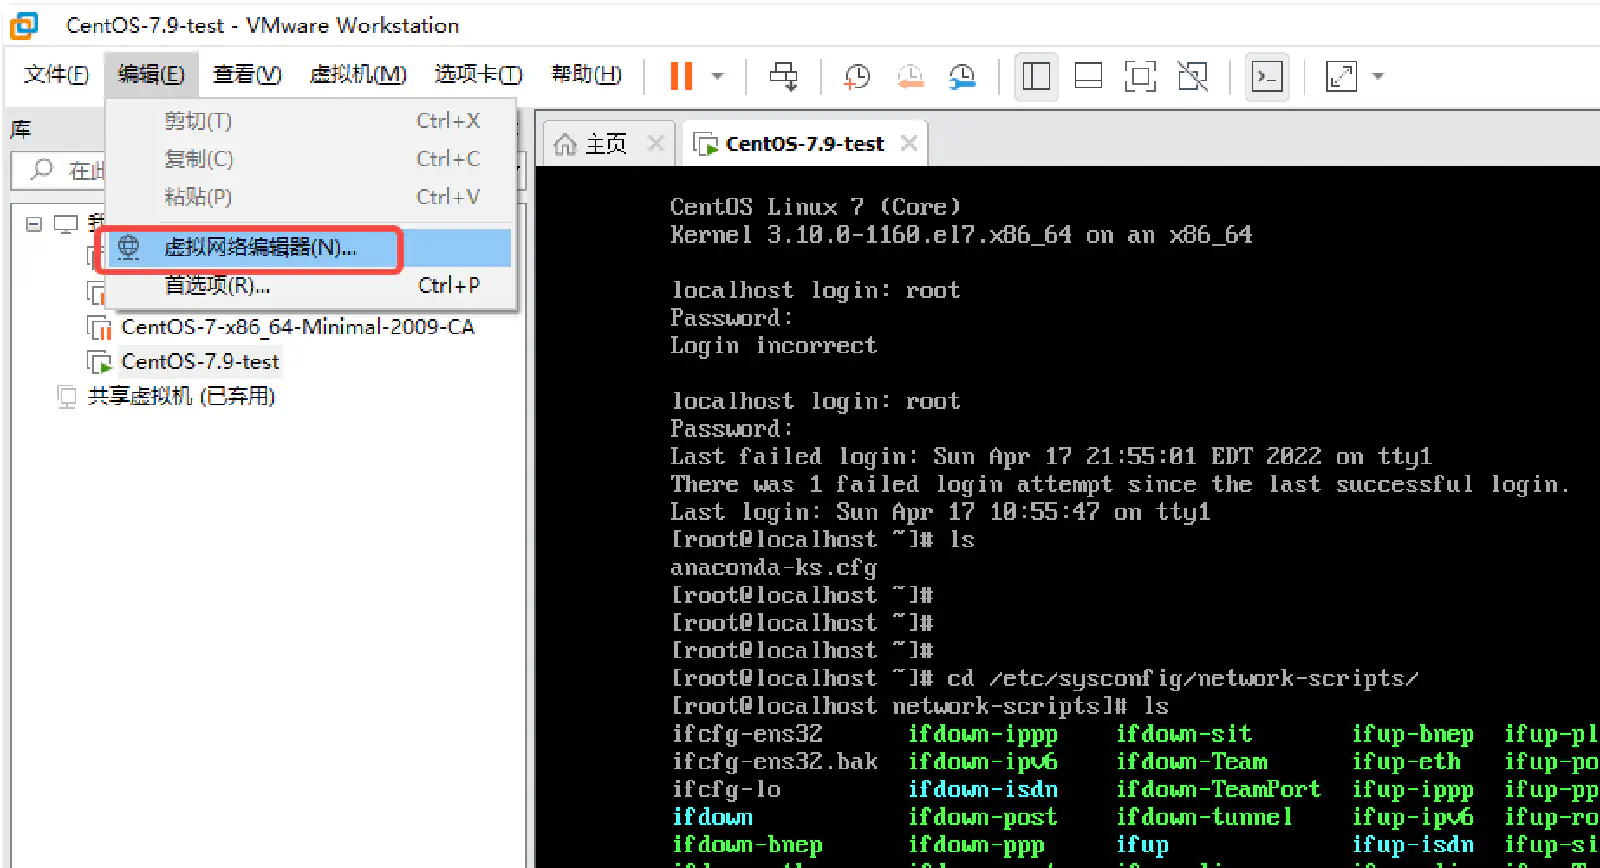 CentOS-7.9-test - VMware Workstation
文件(F) 编辑(E) 查看(V) 虚拟机(M) 选项卡(T) 帮助(H)
剪切(T) Ctrl+X
复制(C) Ctrl+C
粘贴(P) Ctrl+V
虚拟网络编辑器(N)...
首选项(R)... Ctrl+P
库
在此
CentOS-7-x86_64-Minimal-2009-CA
CentOS-7.9-test
共享虚拟机 (已弃用)
主页 CentOS-7.9-test
CentOS Linux 7 (Core)
Kernel 3.10.0-1160.el7.x86_64 on an x86_64
localhost login: root
Password:
Login incorrect
localhost login: root
Password:
Last failed login: Sun Apr 17 21:55:01 EDT 2022 on tty1
There was 1 failed login attempt since the last successful login.
Last login: Sun Apr 17 10:55:47 on tty1
[root@localhost ~]# ls
anaconda-ks.cfg
[root@localhost ~]#
[root@localhost ~]#
[root@localhost ~]#
[root@localhost ~]# cd /etc/sysconfig/network-scripts/
[root@localhost network-scripts]# ls
ifcfg-ens32 ifdown-ippp ifdown-sit ifup-bnep ifup-pl
ifcfg-ens32.bak ifdown-ipv6 ifdown-Team ifup-eth ifup-po
ifcfg-lo ifdown-isdn ifdown-TeamPort ifup-ippp ifup-pp
ifdown ifdown-post ifdown-tunnel ifup-ipv6 ifup-ro
ifdown-bnep ifdown-ppp ifup ifup-isdn ifup-si